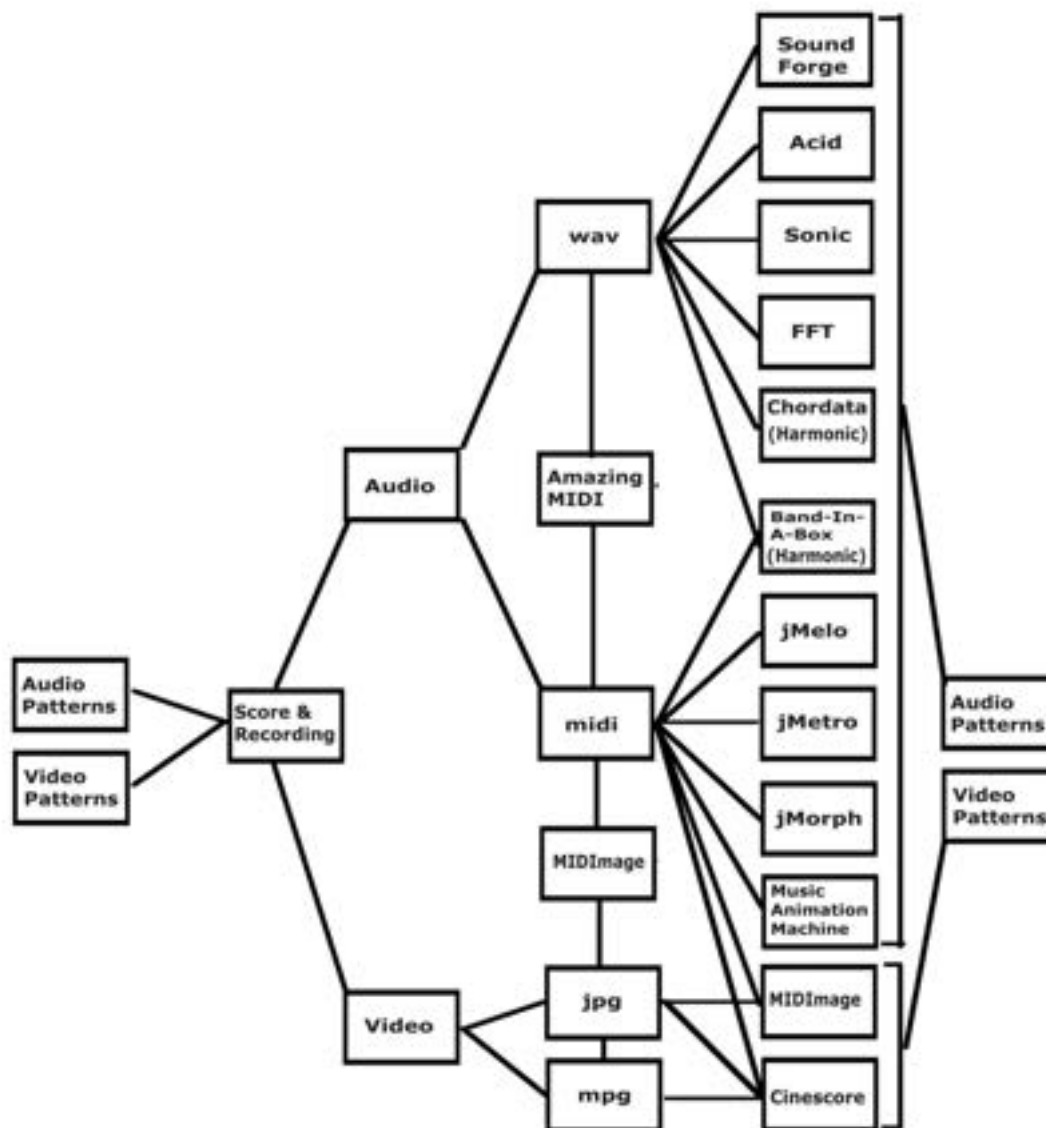 Sound
Forge
Acid
wav
Sonic
FFT
Chordata
(Harmonic)
Audio
Amazing
MIDI
Band-In-
A-Box
(Harmonic)
jMelo
Audio
Patterns
Score &
Recording
midi
jMetro
Audio
Patterns
Video
Patterns
jMorph
Video
Patterns
MIDImage
Music
Animation
Machine
Video
jpg
MIDImage
mpg
Cinescore